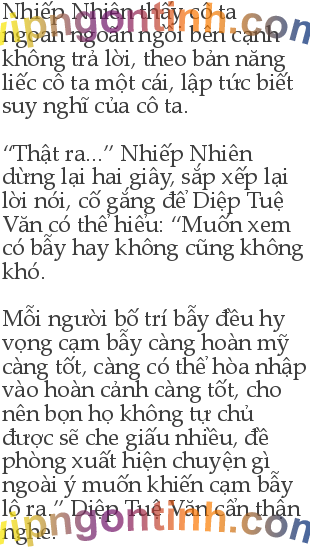 Nhiếp Nhiên thấy cô ta
ngoan ngoãn ngồi bên cạnh
không trả lời, theo bản năng
liếc cô ta một cái, lập tức biết
suy nghĩ của cô ta.
“Thật ra...” Nhiếp Nhiên
dừng lại hai giây, sắp xếp lại
lời nói, cố gắng để Diệp Tuệ
Văn có thể hiểu: “Muốn xem
có bẫy hay không cũng không
khó.
Mỗi người bố trí bẫy đều hy
vọng cạm bẫy càng hoàn mỹ
càng tốt, càng có thể hòa nhập
vào hoàn cảnh càng tốt, cho
nên bọn họ không tự chủ
được sẽ che giấu nhiều, đề
phòng xuất hiện chuyện gì
ngoài ý muốn khiến cạm bẫy
lộ ra.” Diệp Tuệ Văn cẩn thận
nghe.
vipngontinh.com
vipngontinh.com